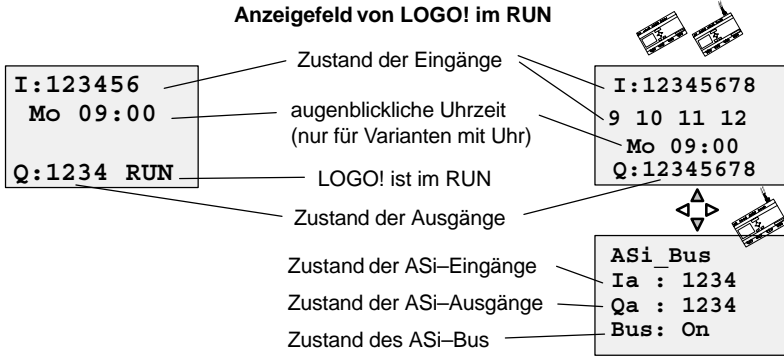 Anzeigefeld von LOGO! im RUN
I:123456
Mo 09:00
Q:1234 RUN
Zustand der Eingänge
augenblickliche Uhrzeit
(nur für Varianten mit Uhr)
LOGO! ist im RUN
Zustand der Ausgänge
I:12345678
9 10 11 12
Mo 09:00
Q:12345678
Zustand der ASi–Eingänge
Zustand der ASi–Ausgänge
Zustand des ASi–Bus
ASi_Bus
Ia : 1234
Qa : 1234
Bus: On